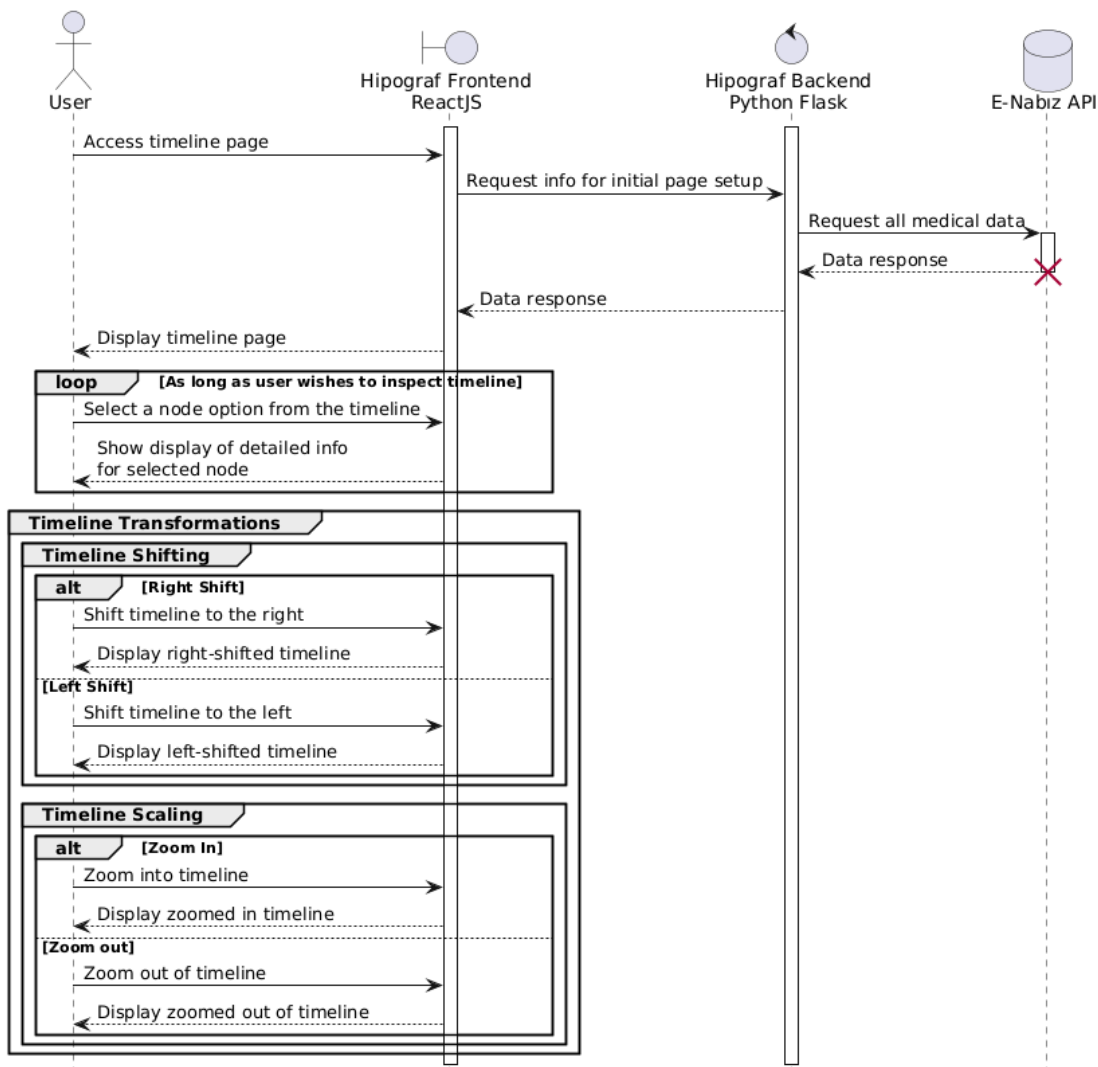 User
Hipograf Frontend
ReactJS
Hipograf Backend
Python Flask
E-Nabız API
Access timeline page
Request info for initial page setup
Request all medical data
Data response
Data response
Display timeline page
loop [As long as user wishes to inspect timeline]
Select a node option from the timeline
Show display of detailed info
for selected node
Timeline Transformations
Timeline Shifting
alt [Right Shift]
Shift timeline to the right
Display right-shifted timeline
[Left Shift]
Shift timeline to the left
Display left-shifted timeline
Timeline Scaling
alt [Zoom In]
Zoom into timeline
Display zoomed in timeline
[Zoom out]
Zoom out of timeline
Display zoomed out of timeline